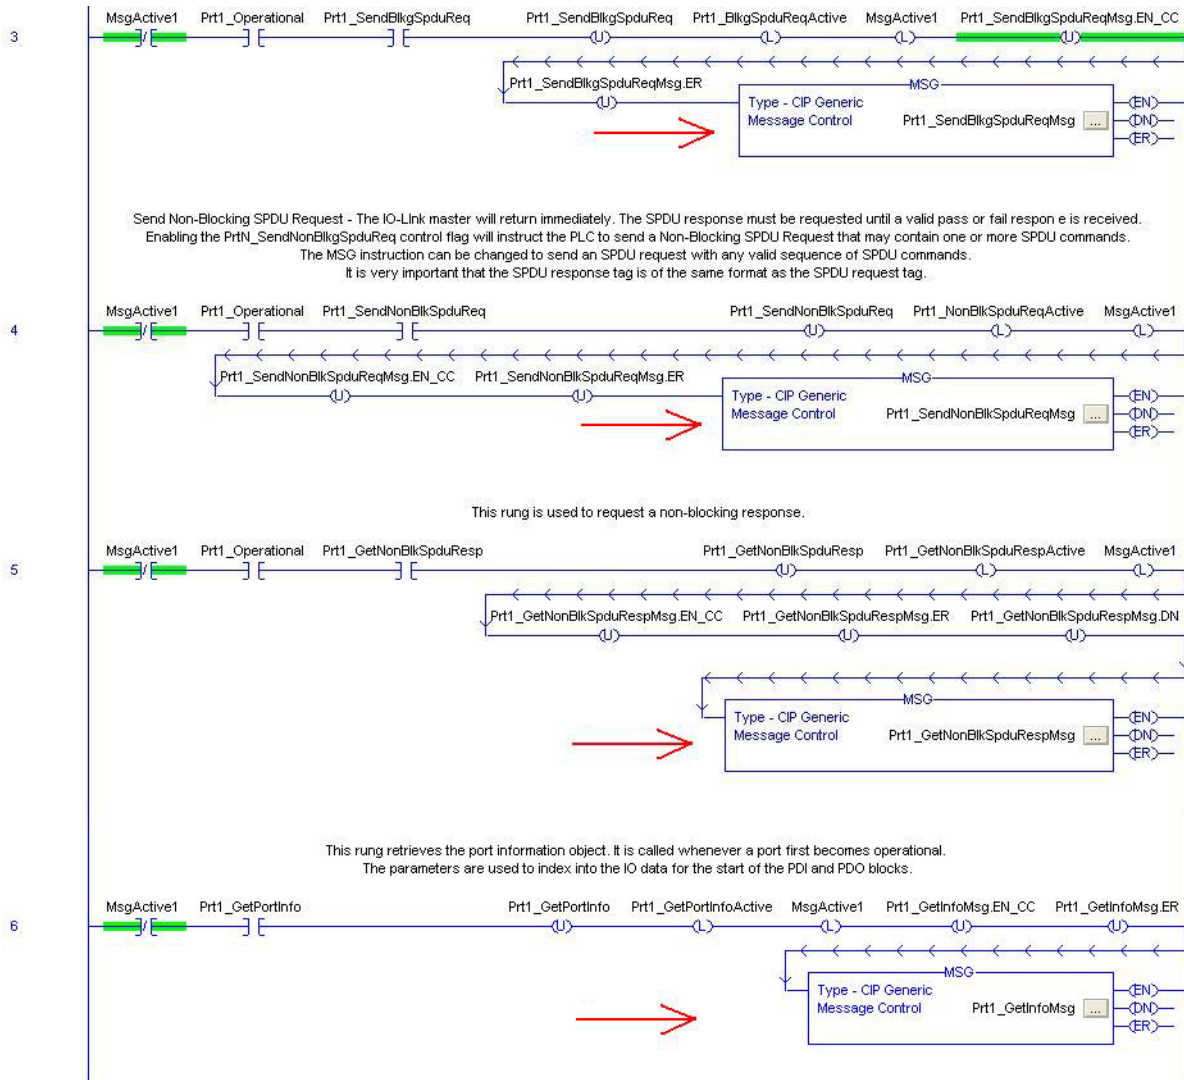 MsgActive1 Prt1_Operational Prt1_SendBlkgSpduReq Prt1_SendBlkgSpduReq Prt1_BlkgSpduReqActive MsgActive1 Prt1_SendBlkgSpduReqMsg.EN_CC
3 U L L U
Prt1_SendBlkgSpduReqMsg.ER
U
MSG
Type - CIP Generic
Message Control Prt1_SendBlkgSpduReqMsg ...
EN
DN
ER
Send Non-Blocking SPDU Request - The IO-LInk master will return immediately. The SPDU response must be requested until a valid pass or fail respon e is received.
Enabling the PrtN_SendNonBlkgSpduReq control flag will instruct the PLC to send a Non-Blocking SPDU Request that may contain one or more SPDU commands.
The MSG instruction can be changed to send an SPDU request with any valid sequence of SPDU commands.
It is very important that the SPDU response tag is of the same format as the SPDU request tag.
MsgActive1 Prt1_Operational Prt1_SendNonBlkSpduReq Prt1_SendNonBlkSpduReq Prt1_NonBlkSpduReqActive MsgActive1
4 U L L
Prt1_SendNonBlkSpduReqMsg.EN_CC Prt1_SendNonBlkSpduReqMsg.ER
U U
MSG
Type - CIP Generic
Message Control Prt1_SendNonBlkSpduReqMsg ...
EN
DN
ER
This rung is used to request a non-blocking response.
MsgActive1 Prt1_Operational Prt1_GetNonBlkSpduResp Prt1_GetNonBlkSpduResp Prt1_GetNonBlkSpduRespActive MsgActive1
5 U L L
Prt1_GetNonBlkSpduRespMsg.EN_CC Prt1_GetNonBlkSpduRespMsg.ER Prt1_GetNonBlkSpduRespMsg.DN
U U U
MSG
Type - CIP Generic
Message Control Prt1_GetNonBlkSpduRespMsg ...
EN
DN
ER
This rung retrieves the port information object. It is called whenever a port first becomes operational.
The parameters are used to index into the IO data for the start of the PDI and PDO blocks.
MsgActive1 Prt1_GetPortInfo Prt1_GetPortInfo Prt1_GetPortInfoActive MsgActive1 Prt1_GetInfoMsg.EN_CC Prt1_GetInfoMsg.ER
6 U L L U U
MSG
Type - CIP Generic
Message Control Prt1_GetInfoMsg ...
EN
DN
ER